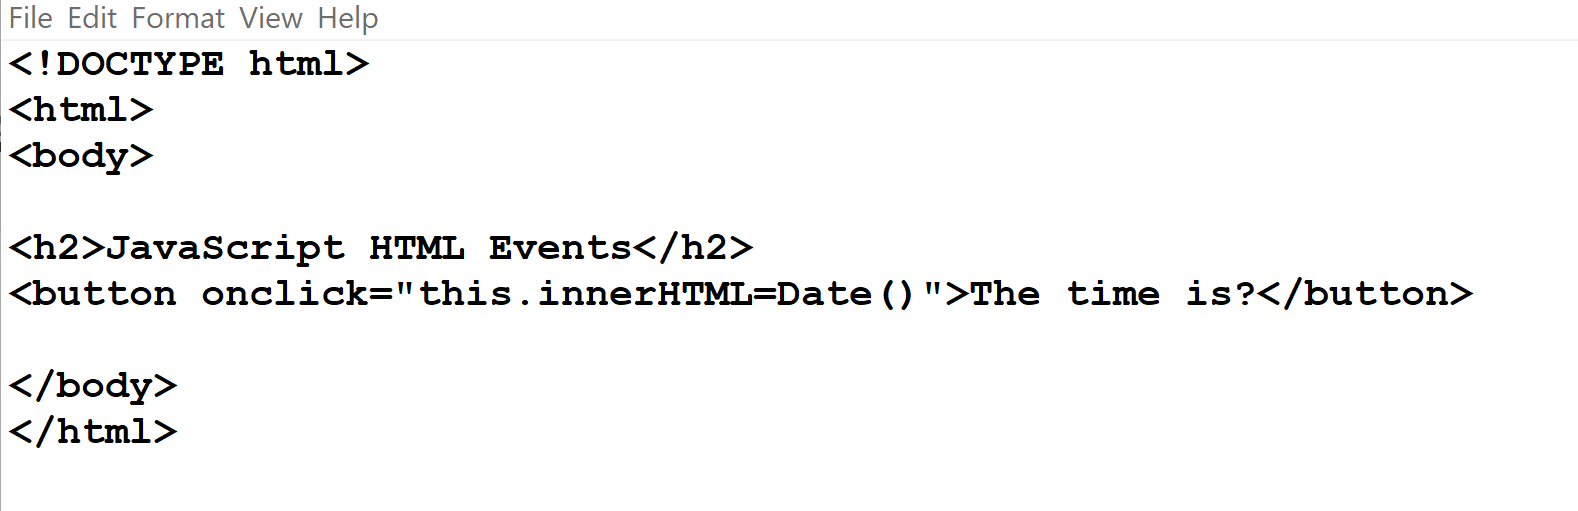 File Edit Format View Help
<!DOCTYPE html>
<html>
<body>
<h2>JavaScript HTML Events</h2>
<button onclick="this.innerHTML=Date()">The time is?</button>
</body>
</html>